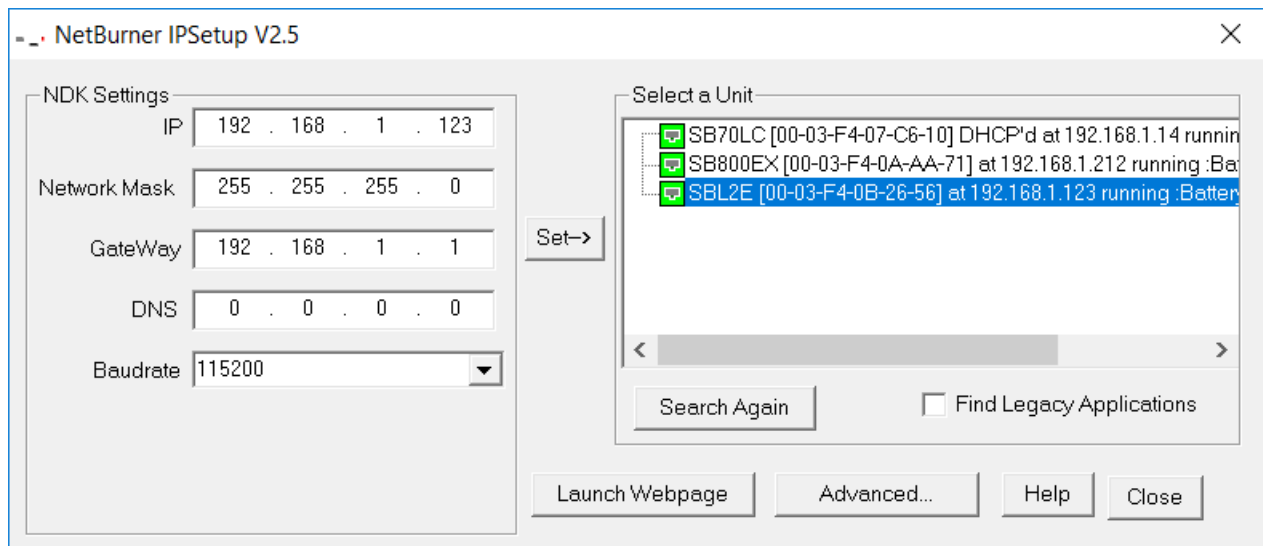 NetBurner IPSetup V2.5
NDK Settings
IP 192 . 168 . 1 . 123
Network Mask 255 . 255 . 255 . 0
GateWay 192 . 168 . 1 . 1
DNS 0 . 0 . 0 . 0
Baudrate 115200
Set->
Select a Unit
SB70LC [00-03-F4-07-C6-10] DHCP'd at 192.168.1.14 runnin
SB800EX [00-03-F4-0A-AA-71] at 192.168.1.212 running :Bat
SBL2E [00-03-F4-0B-26-56] at 192.168.1.123 running :Battery
Search Again
Find Legacy Applications
Launch Webpage
Advanced...
Help
Close